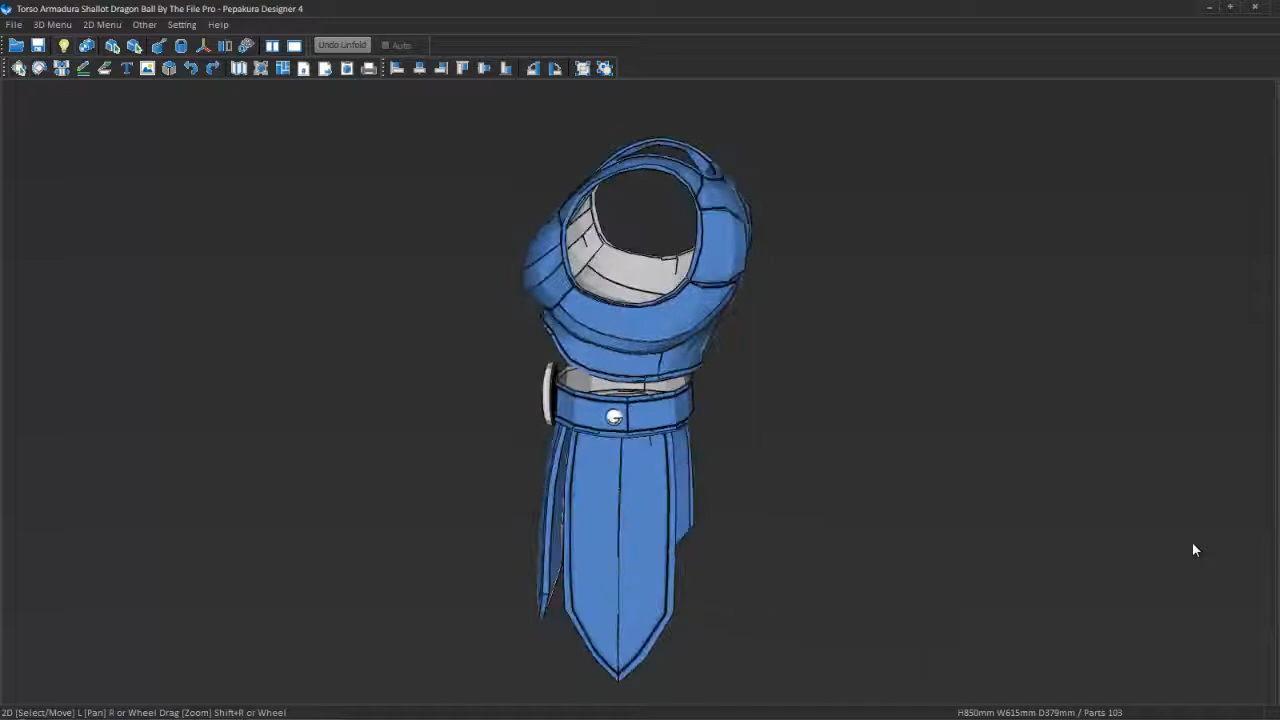 Torso Armadura Shallot Dragon Ball By The File Pro - Pepakura Designer 4
File 3D Menu 2D Menu Other Setting Help
Undo Unfold Auto
2D [Select/Move] L [Pan] R or Wheel Drag [Zoom] Shift+R or Wheel H850mm W615mm D379mm / Parts 103